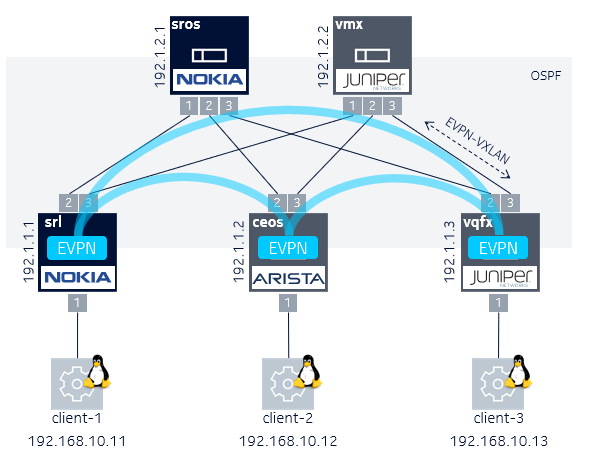 sros
vmx
192.1.2.1
192.1.2.2
NOKIA
JUNIPER
NETWORKS
OSPF
1 2 3
1 2 3
EVPN-VXLAN
2 3
2 3
2 3
srl
ceos
vqfx
192.1.1.1
192.1.1.2
192.1.1.3
EVPN
EVPN
EVPN
NOKIA
ARISTA
JUNIPER
NETWORKS
1
1
1
client-1
client-2
client-3
192.168.10.11
192.168.10.12
192.168.10.13